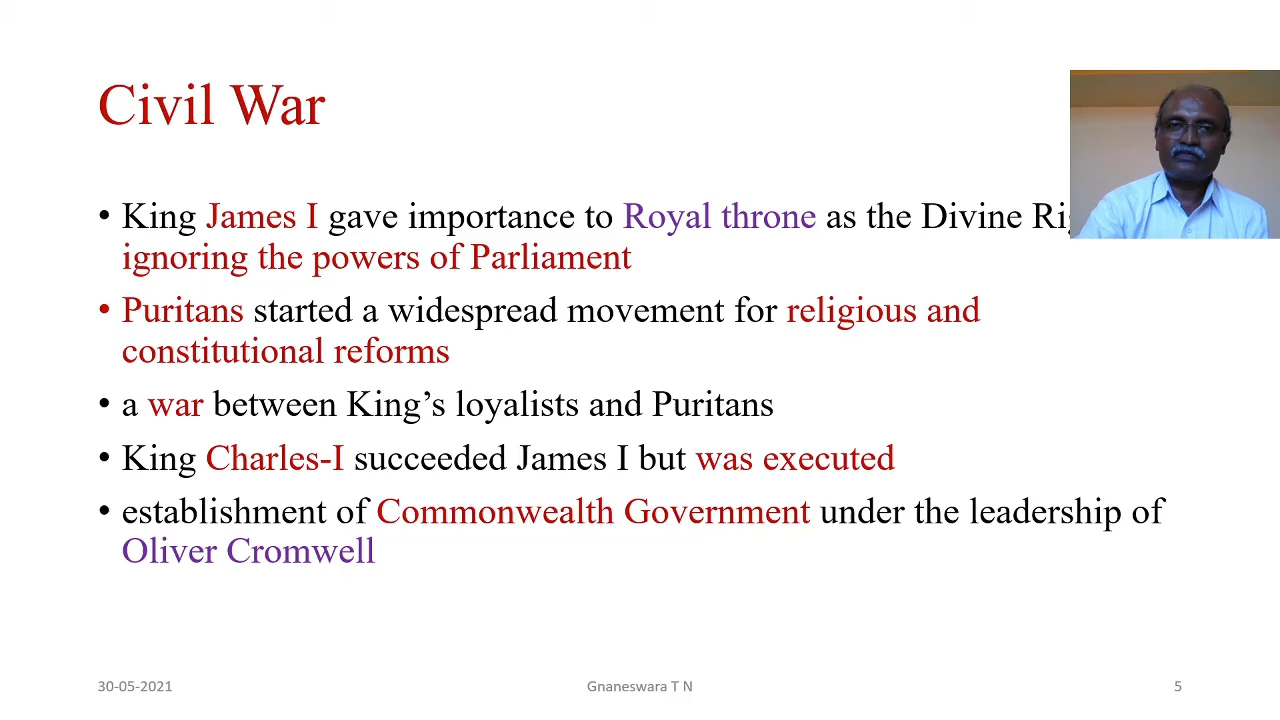 Civil War
• King James I gave importance to Royal throne as the Divine
ignoring the powers of Parliament
• Puritans started a widespread movement for religious and
constitutional reforms
• a war between King’s loyalists and Puritans
• King Charles-I succeeded James I but was executed
• establishment of Commonwealth Government under the leadership of
Oliver Cromwell
30-05-2021
Gnaneswara T N
5